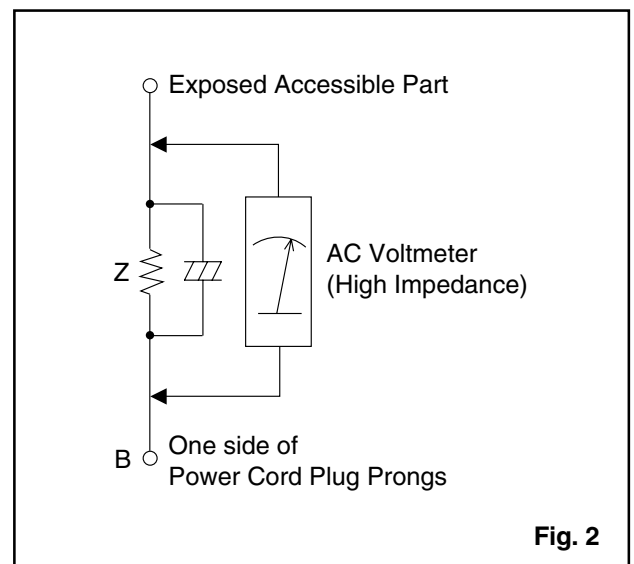 Exposed Accessible Part
Z
AC Voltmeter
(High Impedance)
B
One side of
Power Cord Plug Prongs
Fig. 2